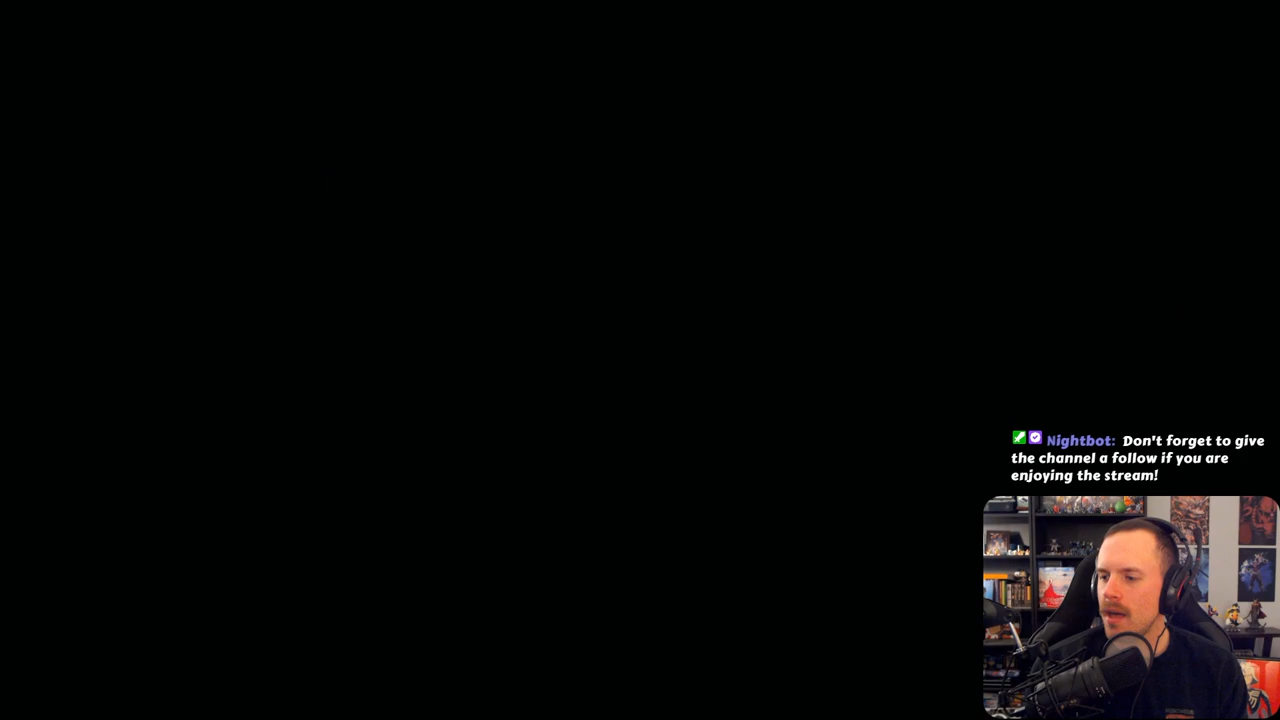 Nightbot: Don't forget to give
the channel a follow if you are
enjoying the stream!